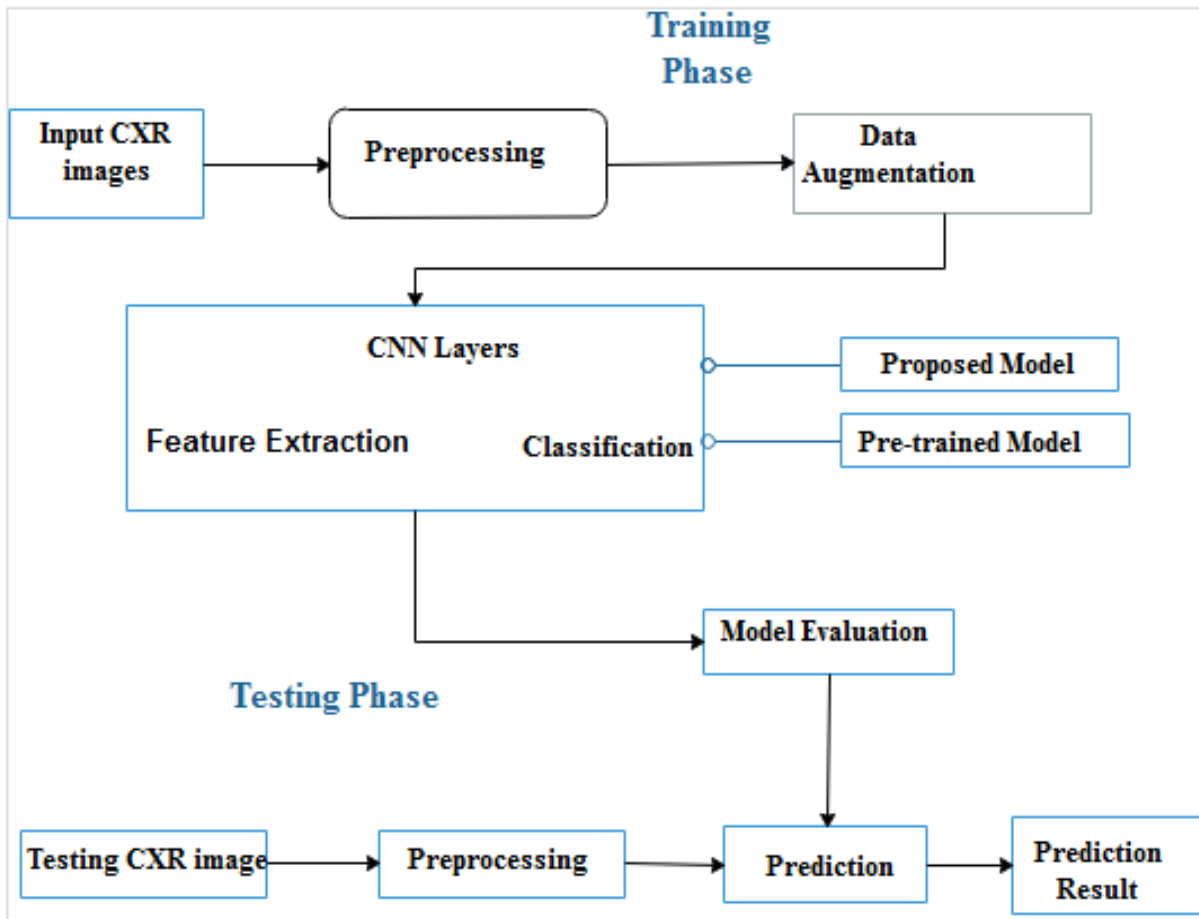 Training
Phase
Input CXR
images
Preprocessing
Data
Augmentation
CNN Layers
Feature Extraction
Classification
Proposed Model
Pre-trained Model
Model Evaluation
Testing Phase
Testing CXR image
Preprocessing
Prediction
Prediction
Result